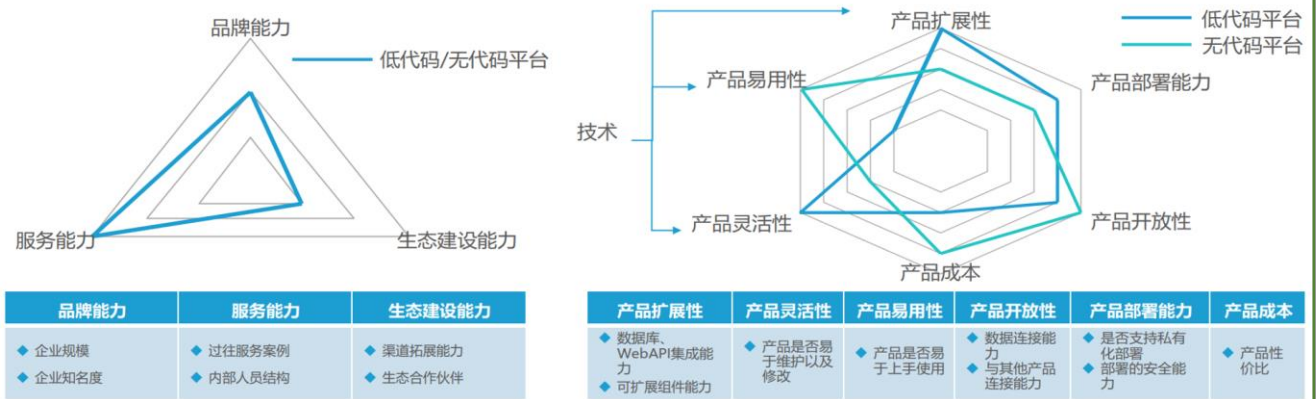 品牌能力
低代码/无代码平台
服务能力
生态建设能力
品牌能力
服务能力
生态建设能力
企业规模
企业知名度
过往服务案例
内部人员结构
渠道拓展能力
生态合作伙伴
技术
产品扩展性
低代码平台
无代码平台
产品易用性
产品部署能力
产品灵活性
产品开放性
产品成本
产品扩展性
产品灵活性
产品易用性
产品开放性
产品部署能力
产品成本
数据库、
WebAPI集成能
力
可扩展组件能力
产品是否易
于维护以及
修改
产品是否易
于上手使用
数据连接能
力
与其他产品
连接能力
是否支持私有
化部署
部署的安全能
力
产品性
价比